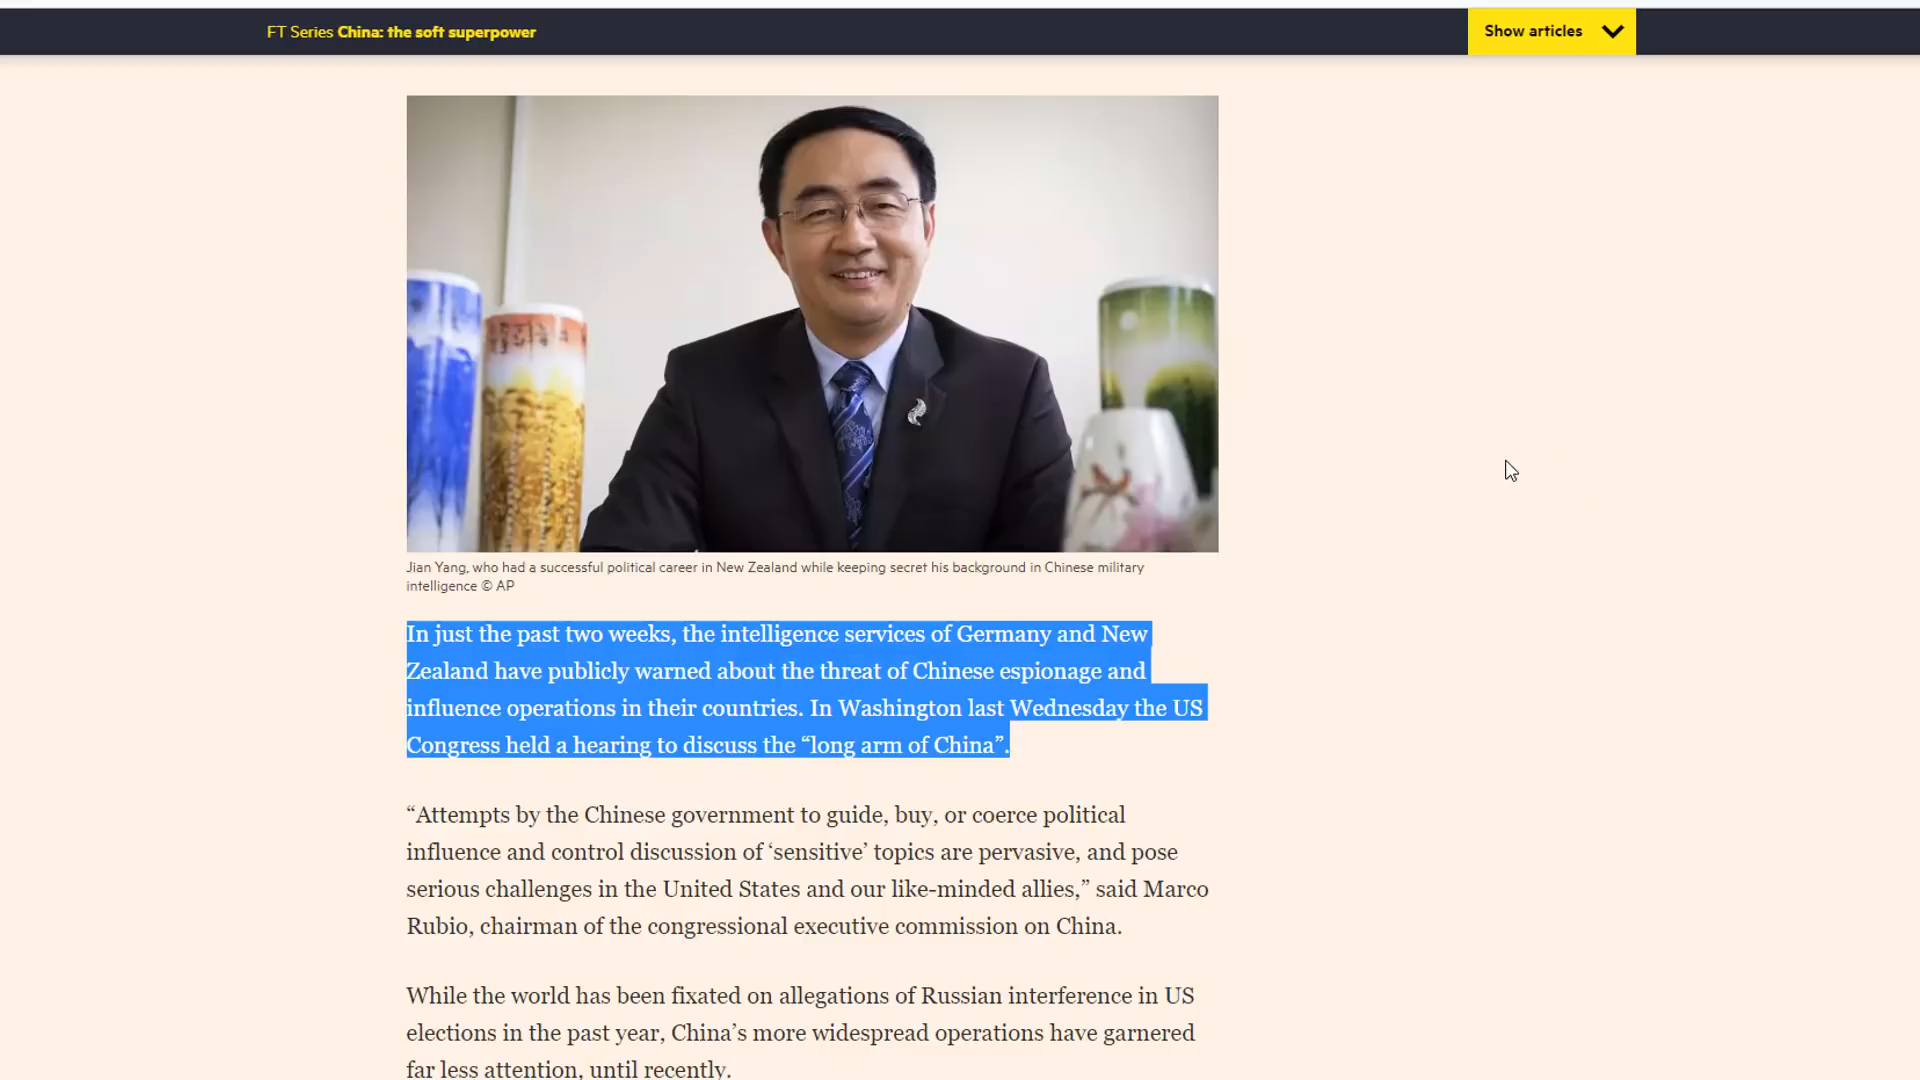 FT Series China: the soft superpower
Show articles
Jian Yang, who had a successful political career in New Zealand while keeping secret his background in Chinese military
intelligence © AP
In just the past two weeks, the intelligence services of Germany and New
Zealand have publicly warned about the threat of Chinese espionage and
influence operations in their countries. In Washington last Wednesday the US
Congress held a hearing to discuss the “long arm of China”.
“Attempts by the Chinese government to guide, buy, or coerce political
influence and control discussion of ‘sensitive’ topics are pervasive, and pose
serious challenges in the United States and our like-minded allies,” said Marco
Rubio, chairman of the congressional executive commission on China.
While the world has been fixated on allegations of Russian interference in US
elections in the past year, China’s more widespread operations have garnered
far less attention, until recently.